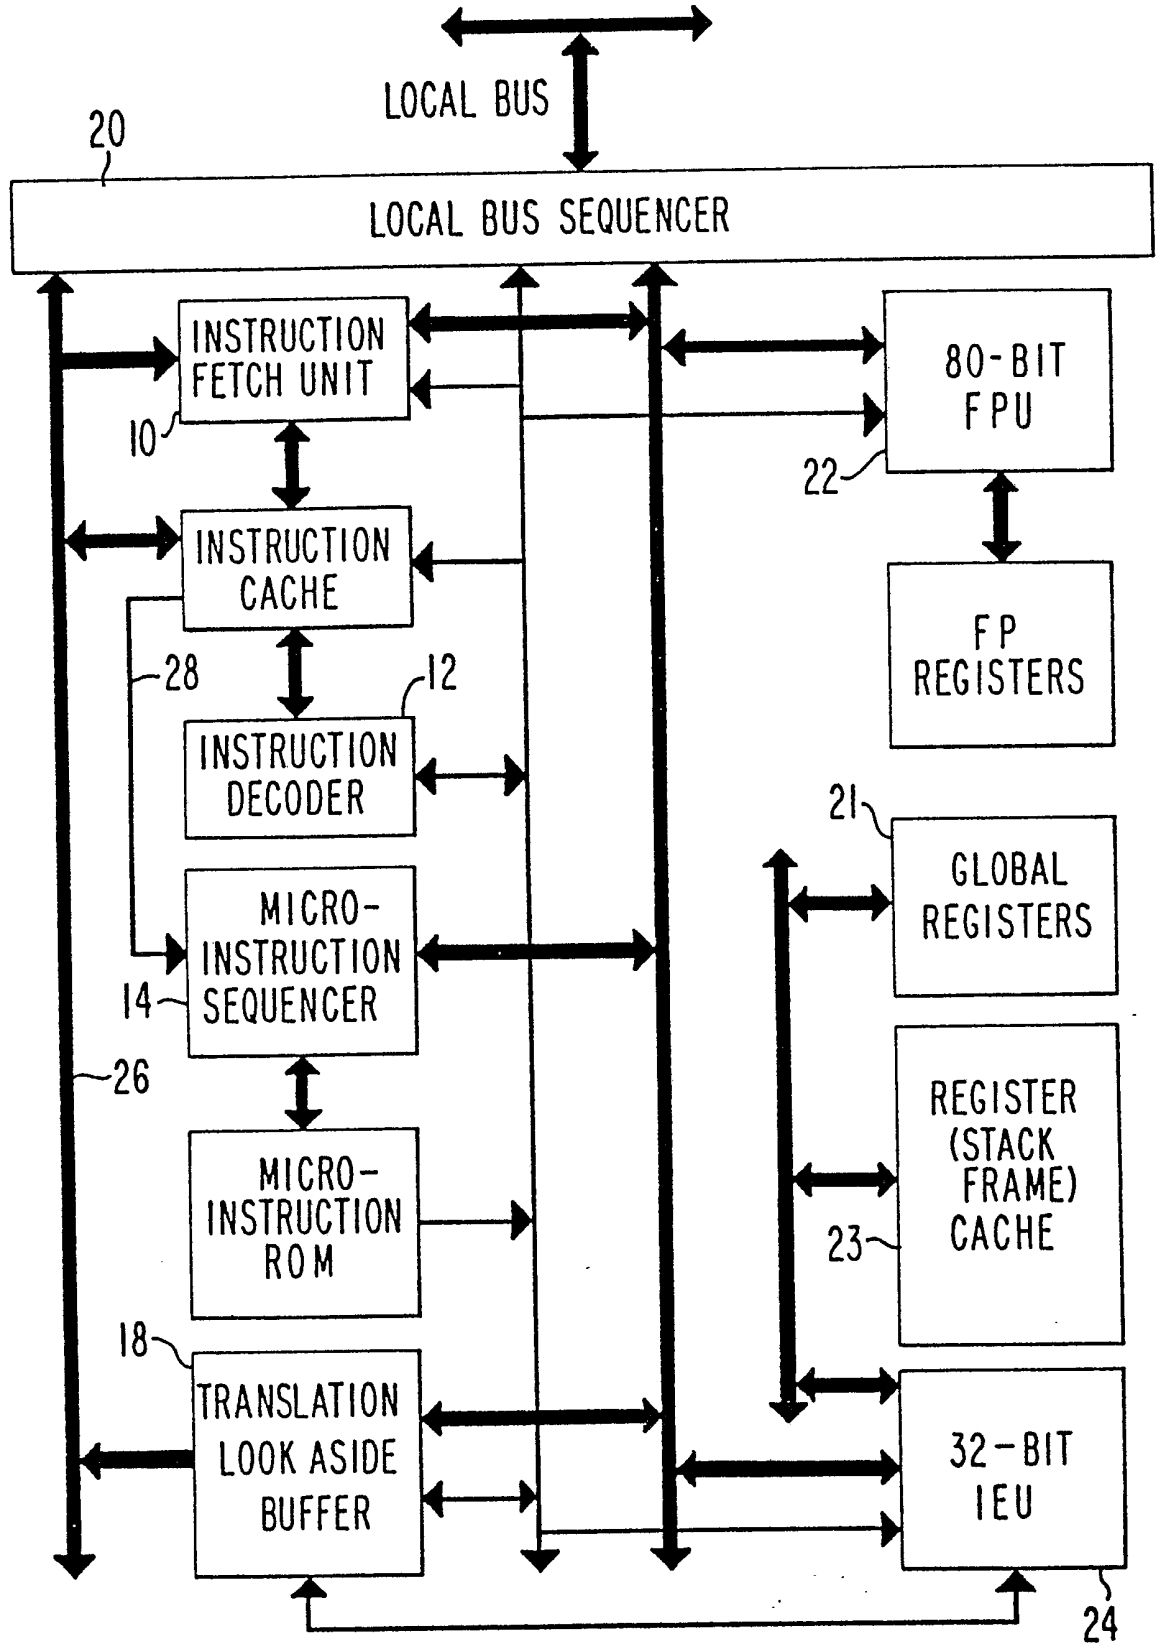 LOCAL BUS
20
LOCAL BUS SEQUENCER
INSTRUCTION
FETCH UNIT
10
80-BIT
FPU
22
INSTRUCTION
CACHE
28
FP
REGISTERS
12
INSTRUCTION
DECODER
21
GLOBAL
REGISTERS
MICRO-
INSTRUCTION
SEQUENCER
14
26
REGISTER
(STACK
FRAME)
CACHE
23
MICRO-
INSTRUCTION
ROM
18
TRANSLATION
LOOK ASIDE
BUFFER
32-BIT
IEU
24